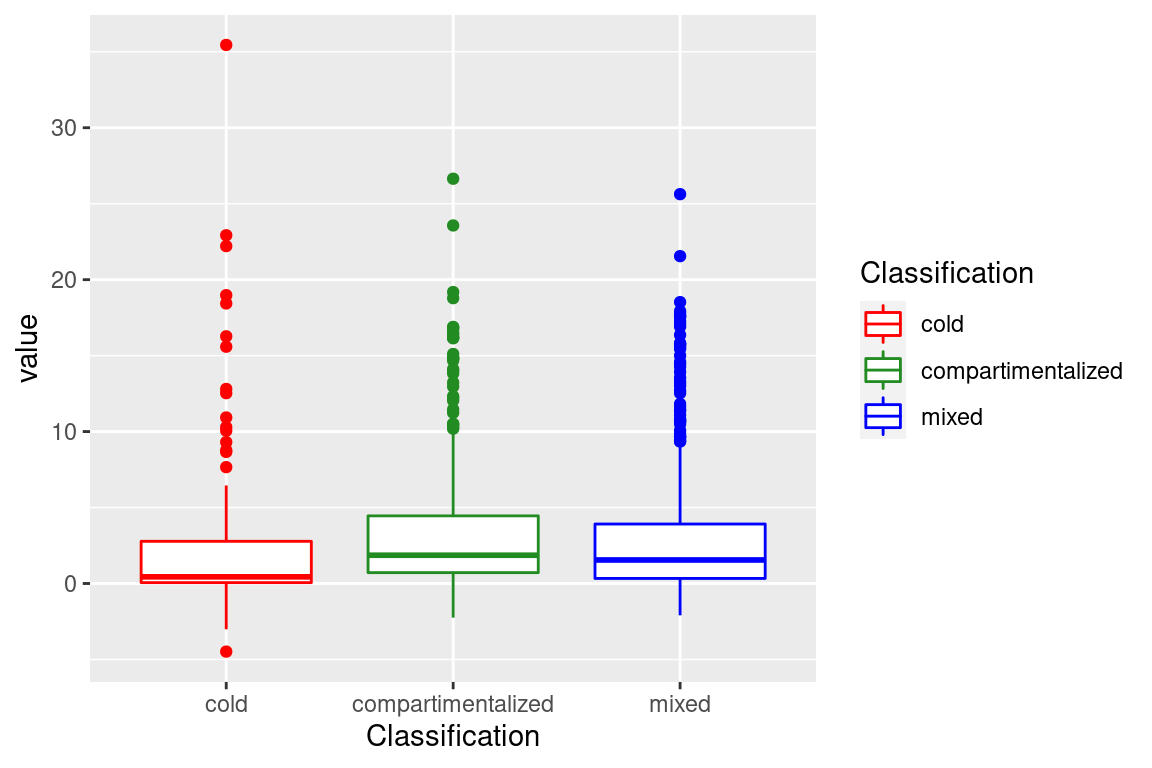 value
30
20
10
0
cold
compartimentalized
mixed
Classification
Classification
cold
compartimentalized
mixed